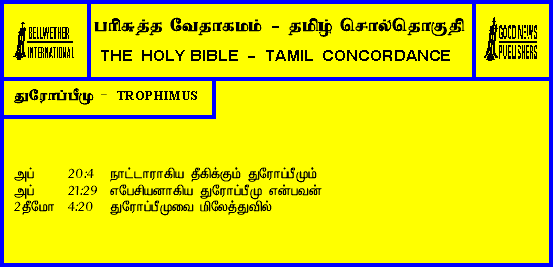 BELLWETHER
INTERNATIONAL
பரிசுத்த வேதாகமம் - தமிழ் சொல்தொகுதி
THE HOLY BIBLE - TAMIL CONCORDANCE
GOOD NEWS
PUBLISHERS
துரோப்பீமு - TROPHIMUS
அப் 20:4 நாட்டாராகிய தீகிக்கும் துரோப்பீமும்
அப் 21:29 எபேசியனாகிய துரோப்பீமு என்பவன்
2தீமோ 4:20 துரோப்பீமுவை மிலேத்துவில்